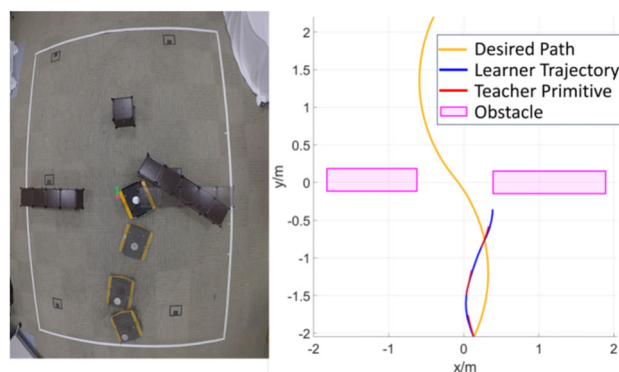 Desired Path
Learner Trajectory
Teacher Primitive
Obstacle
y/m
2
1.5
1
0.5
0
-0.5
-1
-1.5
-2
-2 -1 0 1 2
x/m